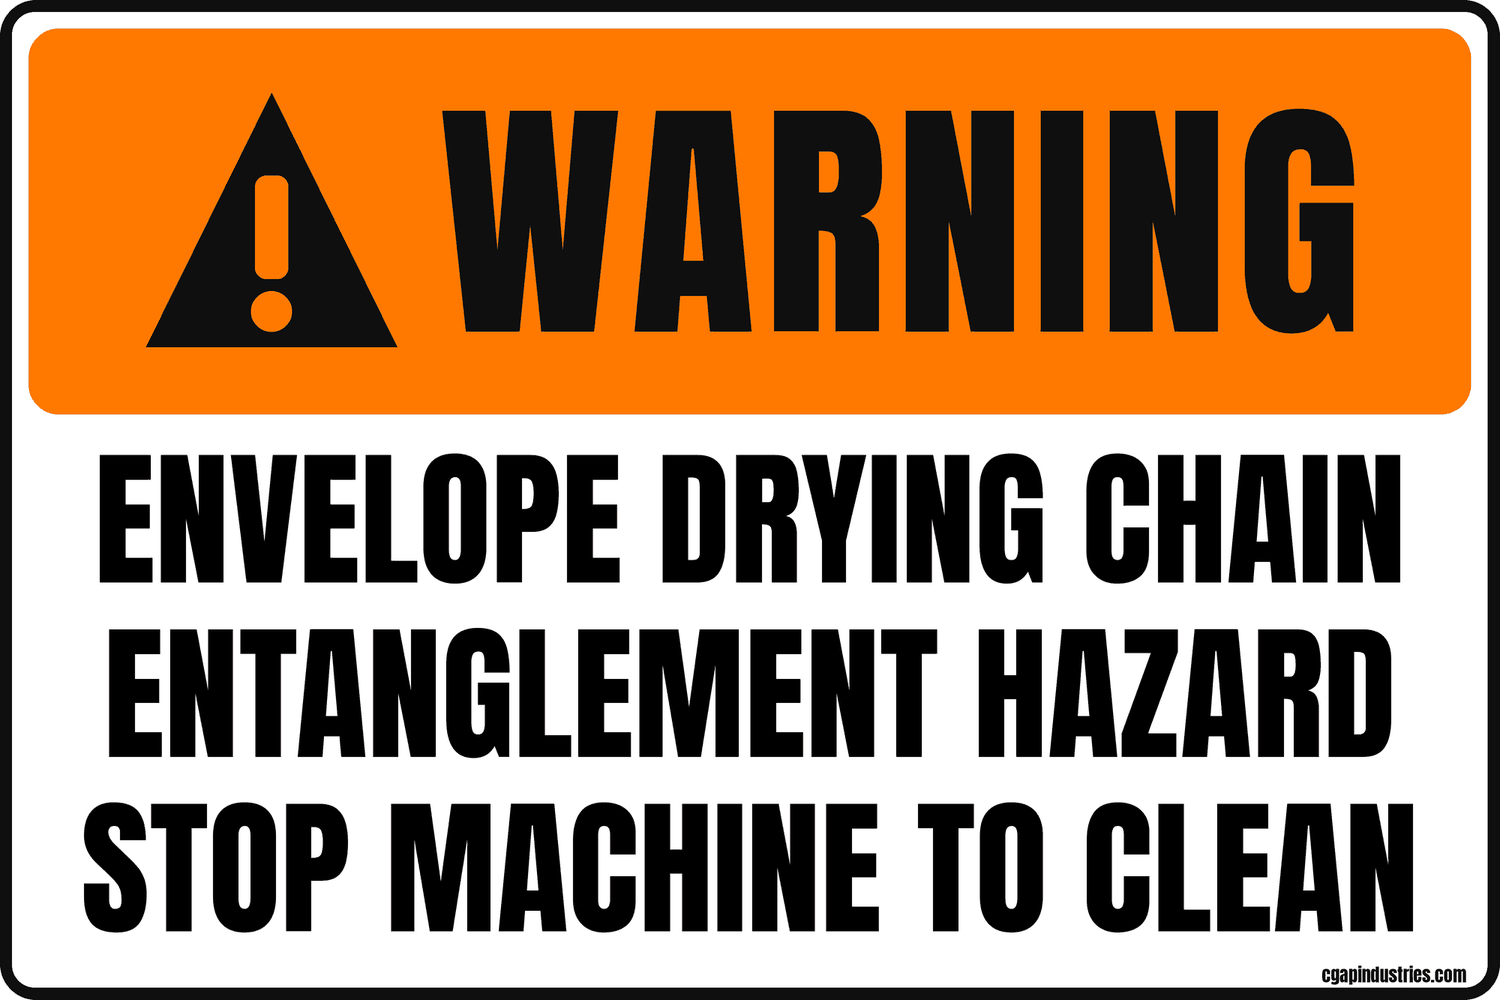 WARNING
ENVELOPE DRYING CHAIN
ENTANGLEMENT HAZARD
STOP MACHINE TO CLEAN
cgapindustries.com